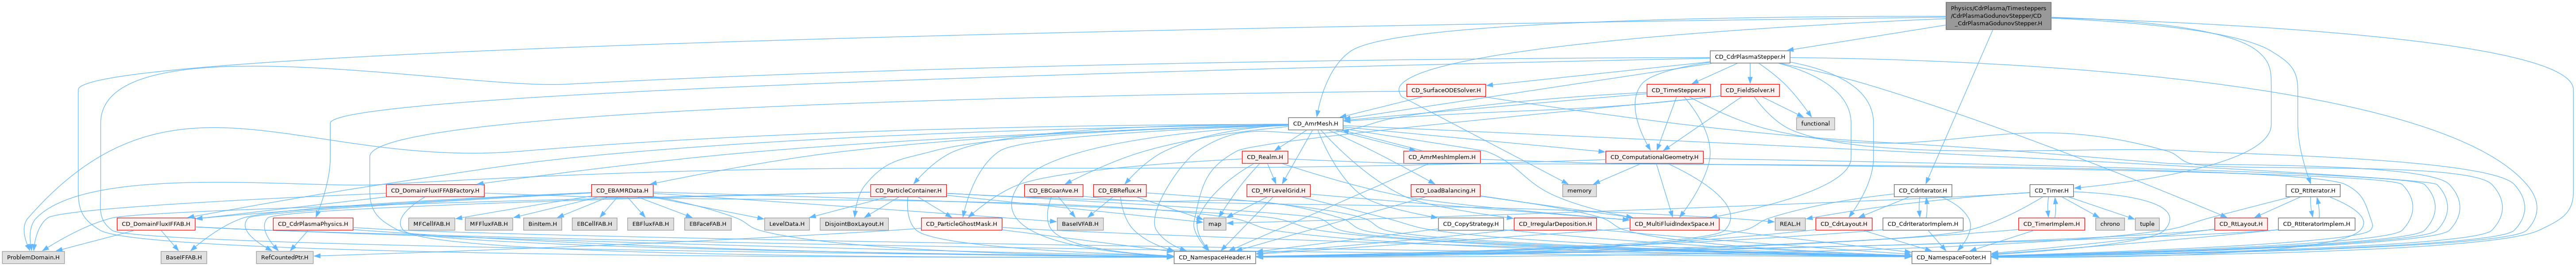 Physics/CdrPlasma/Timesteppers
/CdrPlasmaGodunovStepper/CD
_CdrPlasmaGodunovStepper.H
CD_CdrPlasmaStepper.H
CD_SurfaceODESolver.H
CD_TimeStepper.H
CD_FieldSolver.H
CD_AmrMesh.H
functional
CD_Realm.H
CD_AmrMeshImplem.H
CD_ComputationalGeometry.H
CD_DomainFluxIFFABFactory.H
CD_EBAMRData.H
CD_ParticleContainer.H
CD_EBCoarAve.H
CD_EBReflux.H
CD_MFLevelGrid.H
CD_LoadBalancing.H
memory
CD_CdrIterator.H
CD_Timer.H
CD_RtIterator.H
CD_DomainFluxIFFAB.H
CD_CdrPlasmaPhysics.H
MFCellFAB.H
MFFluxFAB.H
BinItem.H
EBCellFAB.H
EBFluxFAB.H
EBFaceFAB.H
LevelData.H
DisjointBoxLayout.H
CD_ParticleGhostMask.H
BaseIVFAB.H
map
CD_CopyStrategy.H
CD_IrregularDeposition.H
CD_MultiFluidIndexSpace.H
REAL.H
CD_CdrLayout.H
CD_CdrIteratorImplem.H
CD_TimerImplem.H
chrono
tuple
CD_RtLayout.H
CD_RtIteratorImplem.H
ProblemDomain.H
BaseIFFAB.H
RefCountedPtr.H
CD_NamespaceHeader.H
CD_NamespaceFooter.H